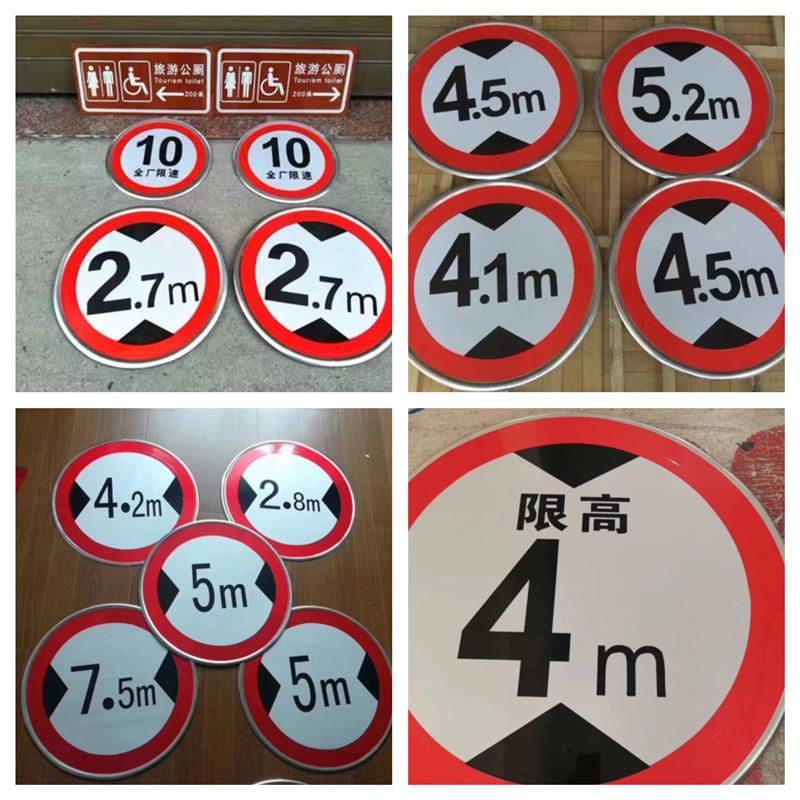 旅游公厕
Tourism toilet
200米
旅游公厕
Tourism toilet
200米
10
全厂限速
10
全厂限速
2.7m
2.7m
4.5m
5.2m
4.1m
4.5m
4.2m
2.8m
5m
7.5m
5m
限高
4m